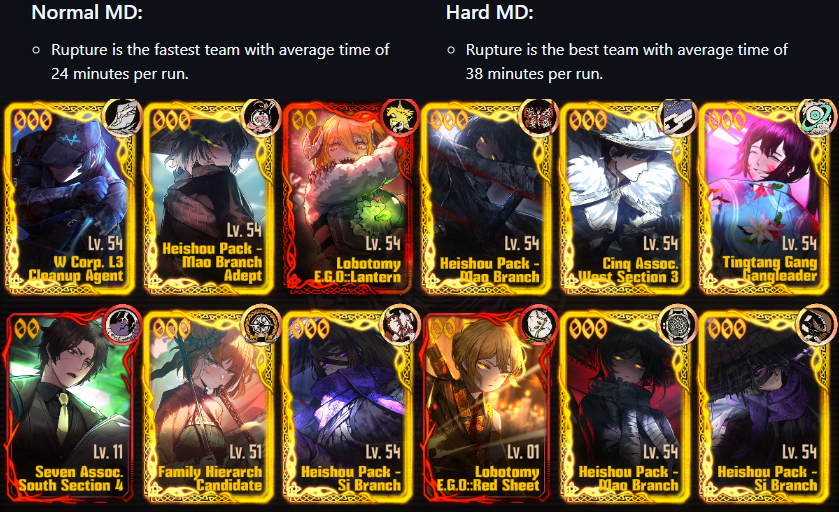 Normal MD:
Rupture is the fastest team with average time of
24 minutes per run.
Hard MD:
Rupture is the best team with average time of
38 minutes per run.
Lv. 54
W Corp. L3
Cleanup Agent
Lv. 54
Heishou Pack -
Mao Branch
Adept
Lv. 54
Lobotomy
E.G.O::Lantern
Lv. 54
Heishou Pack -
Mao Branch
Lv. 54
Cinq Assoc.
West Section 3
Lv. 54
Tingtang Gang
Gangleader
Lv. 11
Seven Assoc.
South Section 4
Lv. 51
Family Hierarch
Candidate
Lv. 54
Heishou Pack -
Si Branch
Lv. 01
Lobotomy
E.G.O::Red Sheet
Lv. 54
Heishou Pack -
Mao Branch
Lv. 54
Heishou Pack -
Si Branch